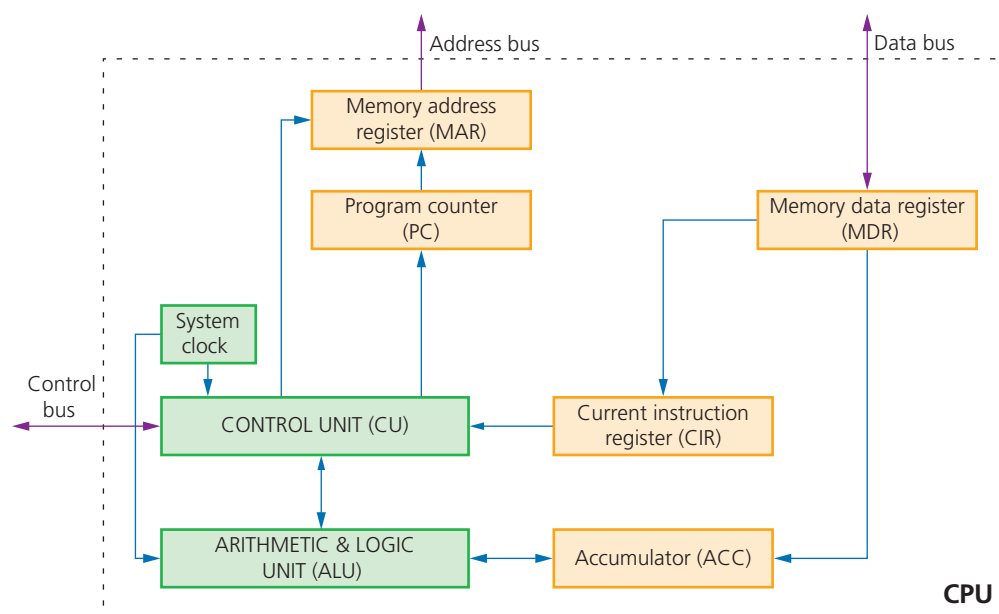 Address bus
Data bus
Memory address
register (MAR)
Program counter
(PC)
Memory data register
(MDR)
System
clock
Control
bus
CONTROL UNIT (CU)
Current instruction
register (CIR)
ARITHMETIC & LOGIC
UNIT (ALU)
Accumulator (ACC)
CPU